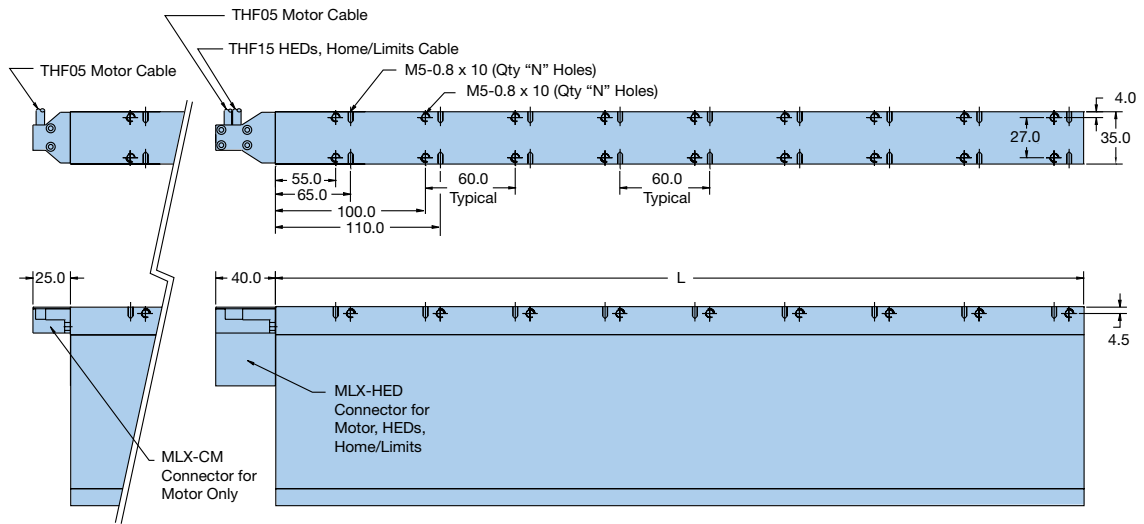 THF05 Motor Cable
THF15 HEDs, Home/Limits Cable
THF05 Motor Cable
M5-0.8 x 10 (Qty “N” Holes)
M5-0.8 x 10 (Qty “N” Holes)
4.0
27.0
35.0
55.0
60.0
Typical
60.0
Typical
65.0
100.0
110.0
25.0
40.0
L
4.5
MLX-HED
Connector for
Motor, HEDs,
Home/Limits
MLX-CM
Connector for
Motor Only